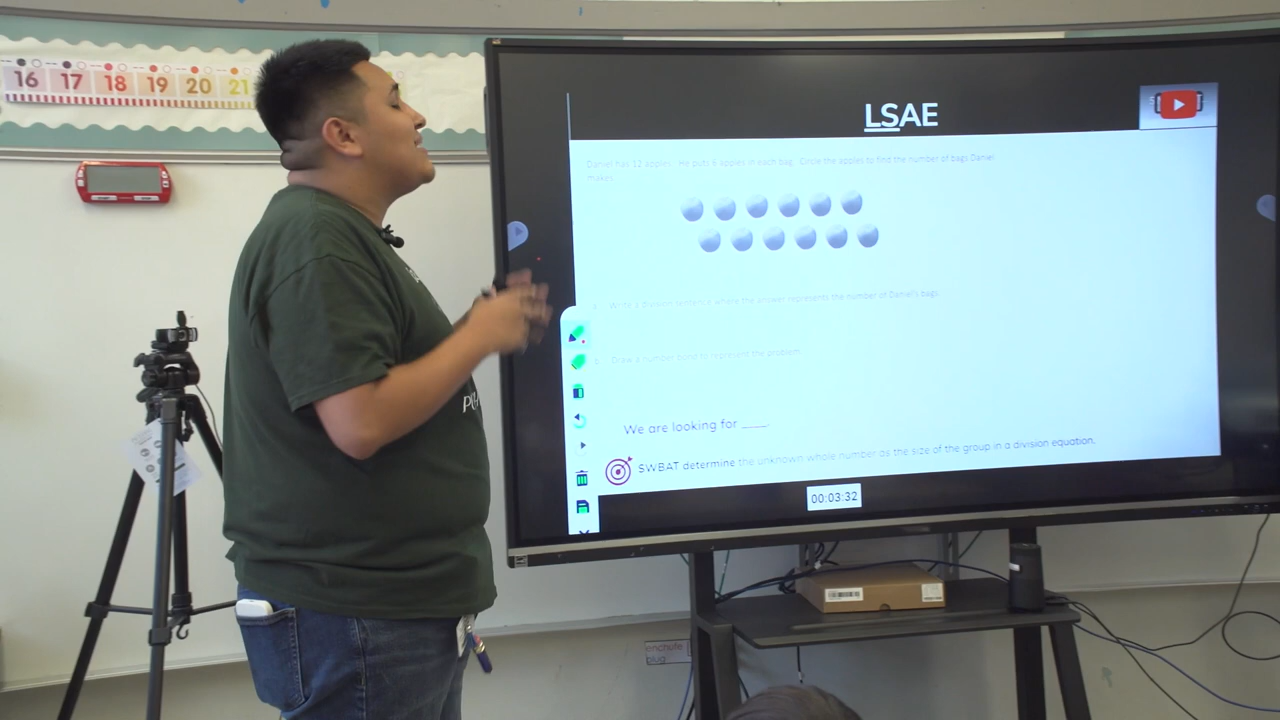 16 17 18 19 20 21
LSAE
Daniel has 12 apples. He puts 6 apples in each bag. Circle the apples to find the number of bags Daniel
makes.
Write a division sentence where the answer represents the number of Daniel's bags
Draw a number bond to represent the problem
We are looking for ____.
SWBAT determine the unknown whole number as the size of the group in a division equation.
00:03:32
enchufe
plug